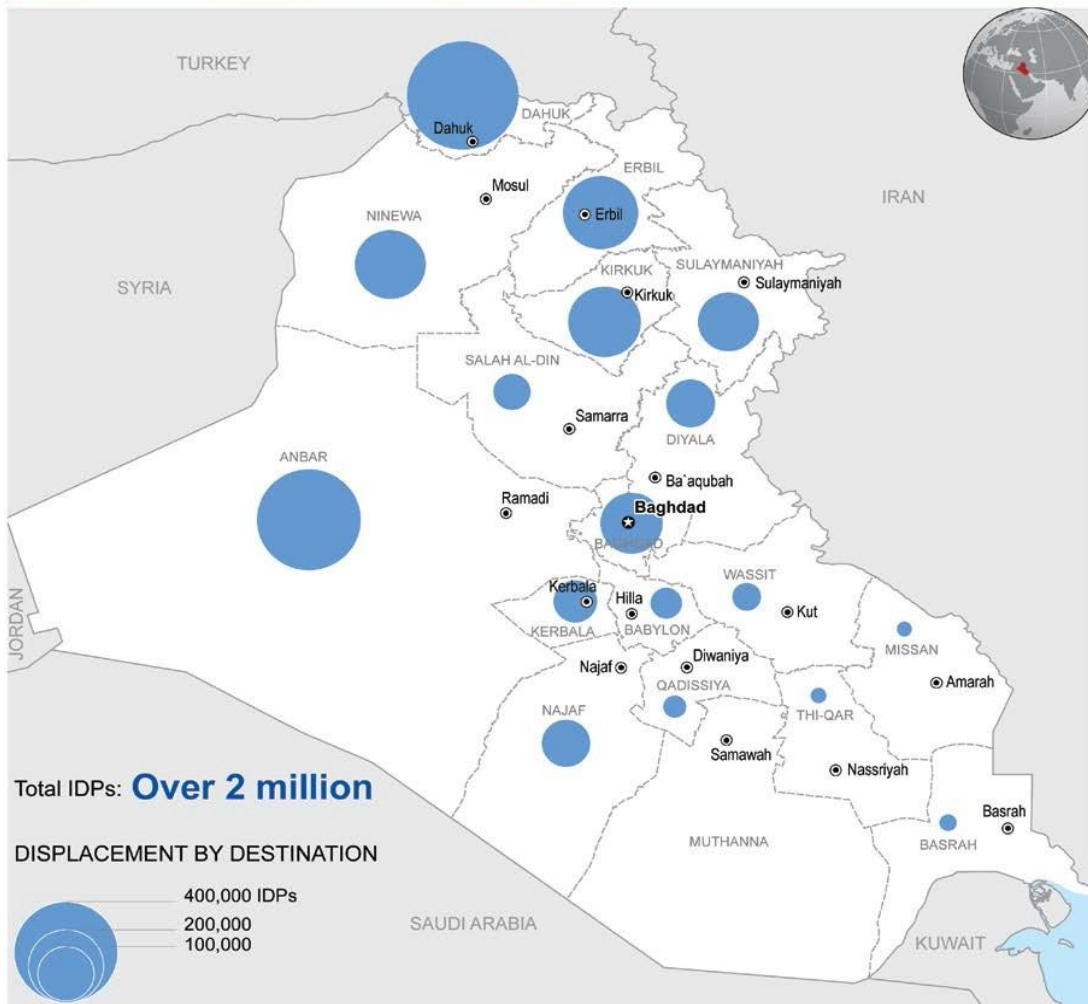 TURKEY
DAHUK
Dahuk
ERBIL
Mosul
IRAN
NINEWA
Erbil
KIRKUK
SULAYMANIYAH
SYRIA
Kirkuk
Sulaymaniyah
SALAH AL-DIN
Samarra
DIYALA
ANBAR
Ba`aqubah
Ramadi
Baghdad
BAGHDAD
WASSIT
Kerbala
Hilla
Kut
JORDAN
KERBALA
BABYLON
MISSAN
Najaf
Diwaniya
Amarah
QADISSIYA
NAJAF
THI-QAR
Samawah
Nassriyah
Total IDPs: Over 2 million
Basrah
MUTHANNA
BASRAH
DISPLACEMENT BY DESTINATION
400,000 IDPs
200,000
100,000
SAUDI ARABIA
KUWAIT